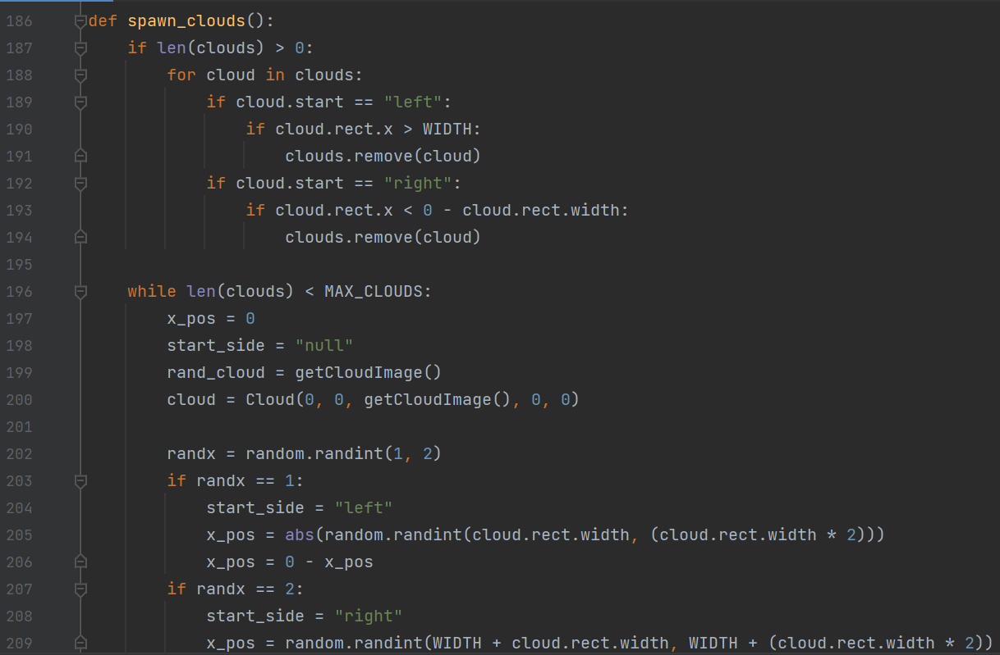 186 def spawn_clouds():
187     if len(clouds) > 0:
188         for cloud in clouds:
189             if cloud.start == "left":
190                 if cloud.rect.x > WIDTH:
191                     clouds.remove(cloud)
192             if cloud.start == "right":
193                 if cloud.rect.x < 0 - cloud.rect.width:
194                     clouds.remove(cloud)
195
196     while len(clouds) < MAX_CLOUDS:
197         x_pos = 0
198         start_side = "null"
199         rand_cloud = getCloudImage()
200         cloud = Cloud(0, 0, getCloudImage(), 0, 0)
201
202         randx = random.randint(1, 2)
203         if randx == 1:
204             start_side = "left"
205             x_pos = abs(random.randint(cloud.rect.width, (cloud.rect.width * 2)))
206             x_pos = 0 - x_pos
207         if randx == 2:
208             start_side = "right"
209             x_pos = random.randint(WIDTH + cloud.rect.width, WIDTH + (cloud.rect.width * 2))